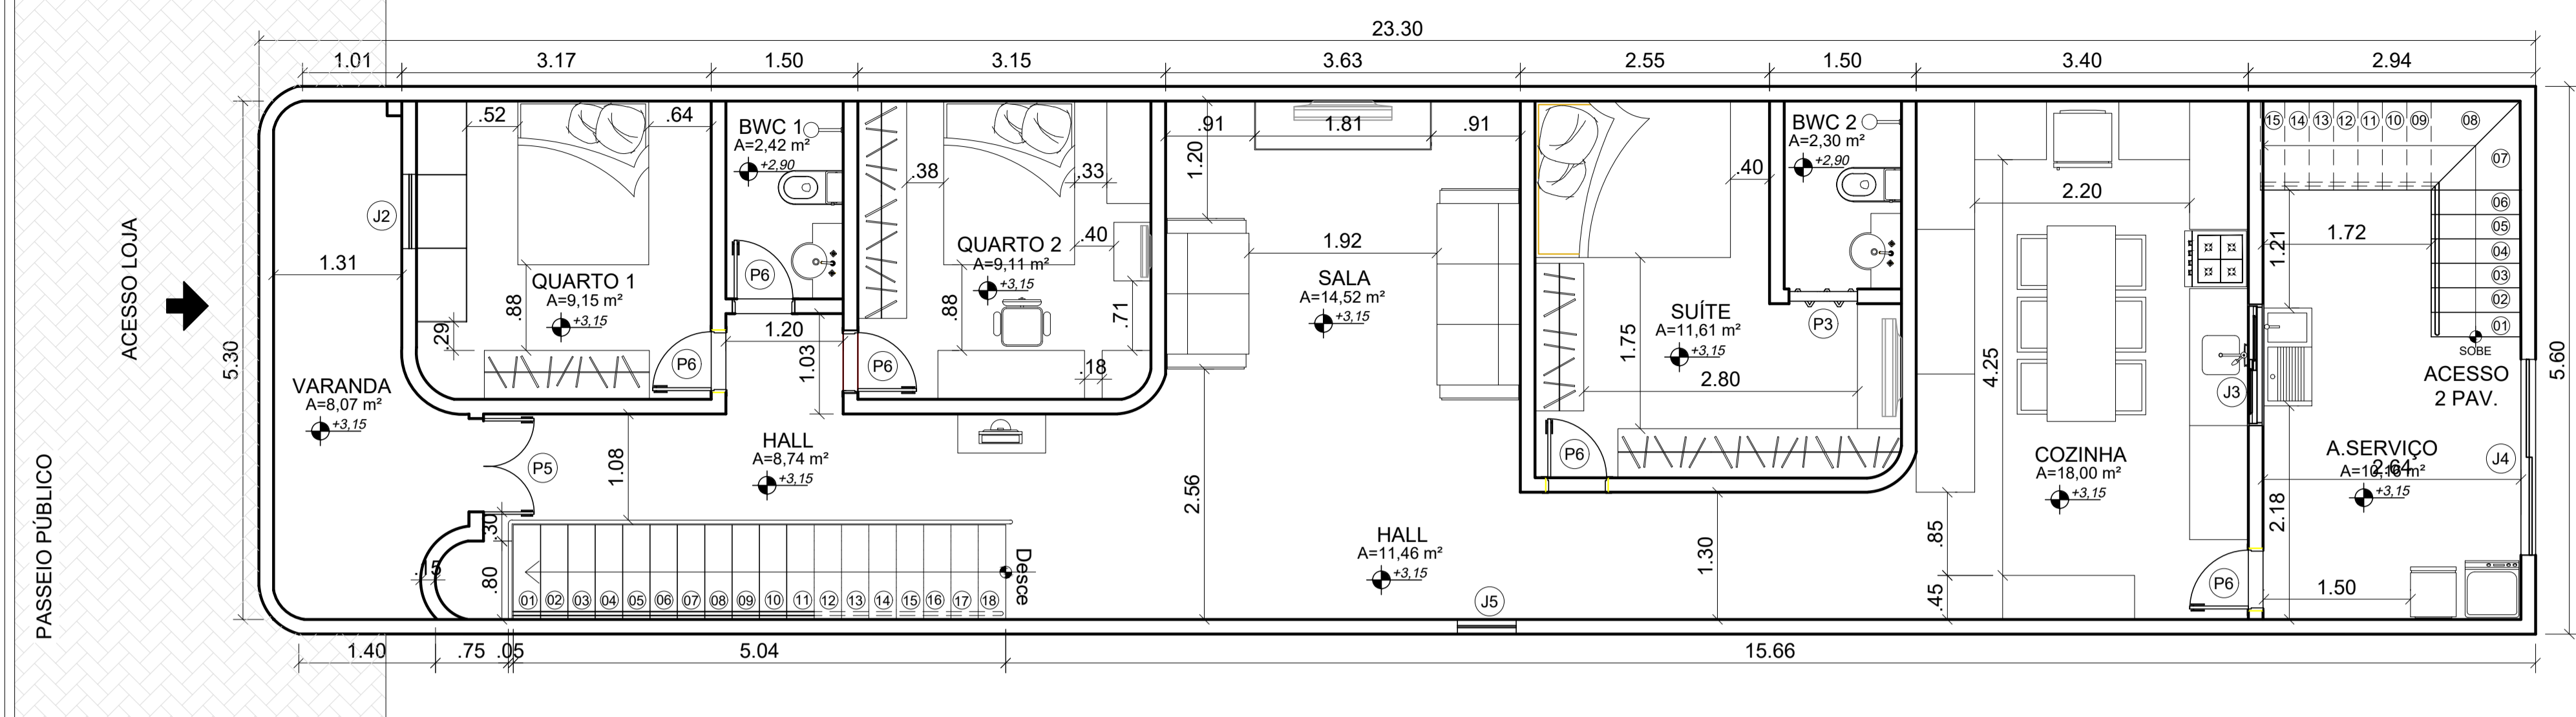 23.30
1.01
3.17
1.50
3.15
3.63
2.55
1.50
3.40
2.94
ACESSO LOJA
PASSEIO PÚBLICO
5.30
1.31
VARANDA
A=8,07 m²
+3,15
J2
.52
.64
QUARTO 1
A=9,15 m²
+3,15
.88
.29
P6
BWC 1
A=2,42 m²
+2,90
P6
1.20
1.03
.38
.33
.40
QUARTO 2
A=9,11 m²
+3,15
.88
.71
.18
P6
P5
1.08
HALL
A=8,74 m²
+3,15
.30
.80
.15
01 02 03 04 05 06 07 08 09 10 11 12 13 14 15 16 17 18
Desce
.91
1.81
.91
1.20
1.92
SALA
A=14,52 m²
+3,15
2.56
HALL
A=11,46 m²
+3,15
J5
.40
SUÍTE
A=11,61 m²
+3,15
1.75
2.80
P6
1.30
BWC 2
A=2,30 m²
+2,90
P3
2.20
4.25
J3
COZINHA
A=18,00 m²
+3,15
.85
.45
P6
15 14 13 12 11 10 09 08
07
06
05
04
03
02
01
SOBE
1.21
1.72
ACESSO
2 PAV.
A.SERVIÇO
A=10,16 m²
2.64
+3,15
J4
2.18
1.50
5.60
1.40
.75
.05
5.04
15.66